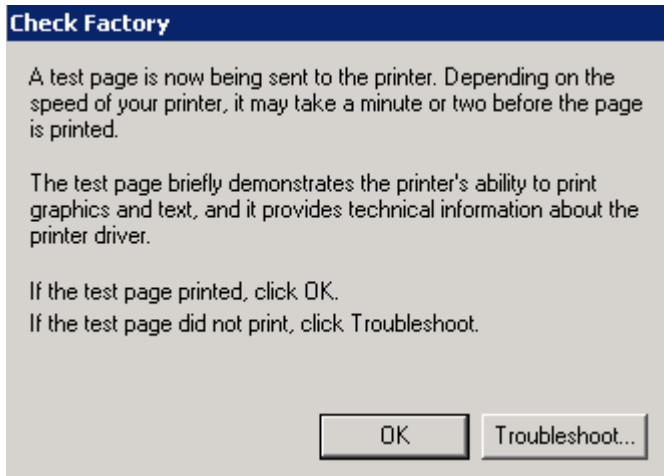 Check Factory
A test page is now being sent to the printer. Depending on the
speed of your printer, it may take a minute or two before the page
is printed.
The test page briefly demonstrates the printer's ability to print
graphics and text, and it provides technical information about the
printer driver.
If the test page printed, click OK.
If the test page did not print, click Troubleshoot.
OK
Troubleshoot...